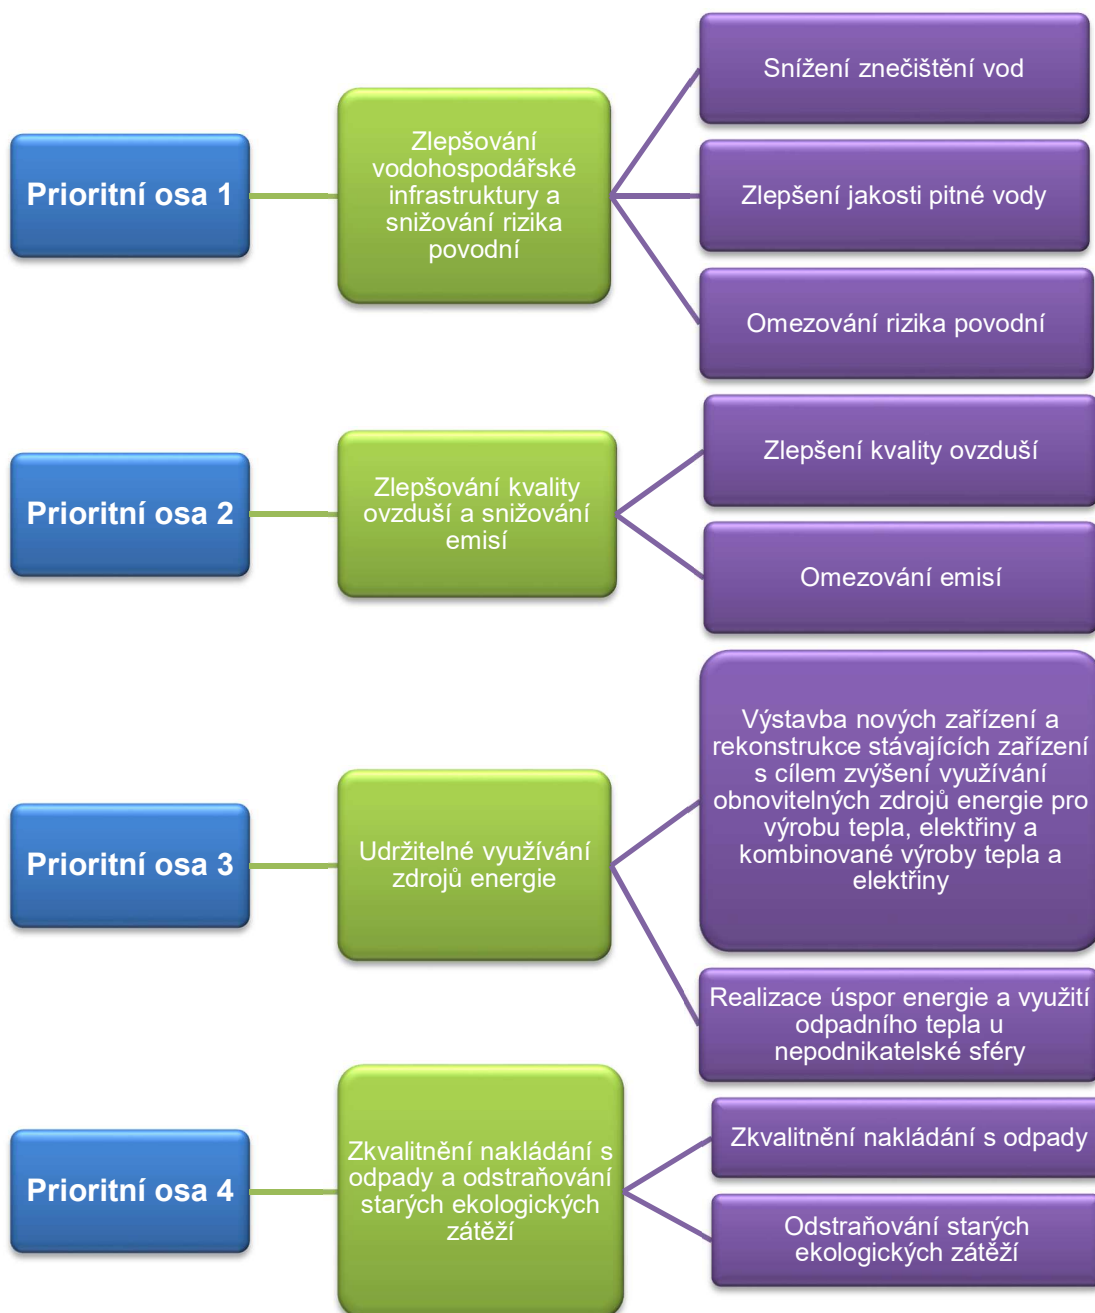 Prioritní osa 1
Zlepšování
vodohospodářské
infrastruktury a
snižování rizika
povodní
Snížení znečištění vod
Zlepšení jakosti pitné vody
Omezování rizika povodní
Prioritní osa 2
Zlepšování kvality
ovzduší a snižování
emisí
Zlepšení kvality ovzduší
Omezování emisí
Prioritní osa 3
Udržitelné využívání
zdrojů energie
Výstavba nových zařízení a
rekonstrukce stávajících zařízení
s cílem zvýšení využívání
obnovitelných zdrojů energie pro
výrobu tepla, elektřiny a
kombinované výroby tepla a
elektřiny
Realizace úspor energie a využití
odpadního tepla u
nepodnikatelské sféry
Prioritní osa 4
Zkvalitnění nakládání s
odpady a odstraňování
starých ekologických
zátěží
Zkvalitnění nakládání s odpady
Odstraňování starých
ekologických zátěží